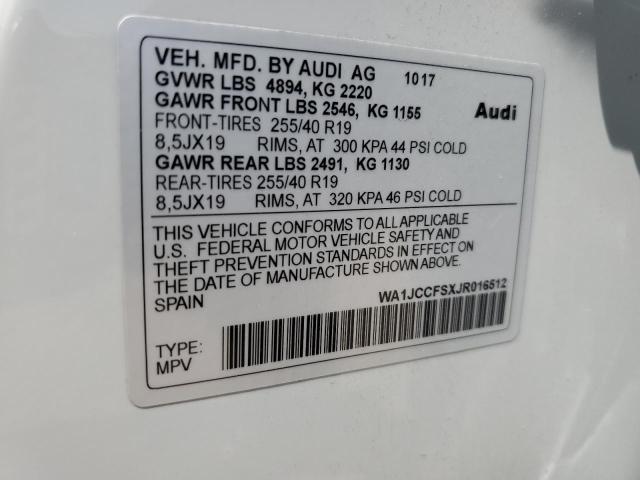 VEH. MFD. BY AUDI AG 1017
GVWR LBS 4894, KG 2220
GAWR FRONT LBS 2546, KG 1155
Audi
FRONT-TIRES 255/40 R19
8,5JX19 RIMS, AT 300 KPA 44 PSI COLD
GAWR REAR LBS 2491, KG 1130
REAR-TIRES 255/40 R19
8,5JX19 RIMS, AT 320 KPA 46 PSI COLD
THIS VEHICLE CONFORMS TO ALL APPLICABLE
U.S. FEDERAL MOTOR VEHICLE SAFETY AND
THEFT PREVENTION STANDARDS IN EFFECT ON
THE DATE OF MANUFACTURE SHOWN ABOVE
SPAIN
WA1JCCFSXJR016512
TYPE:
MPV